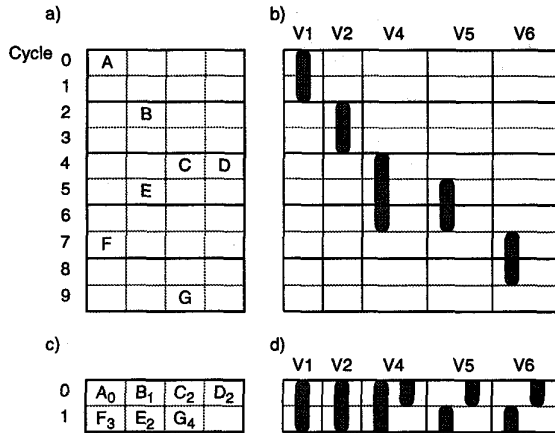 a) b)
V1 V2 V4 V5 V6
Cycle
0 A
1
2 B
3
4 C D
5 E
6
7 F
8
9 G
c) d)
V1 V2 V4 V5 V6
0 A0 B1 C2 D2
1 F3 E2 G4